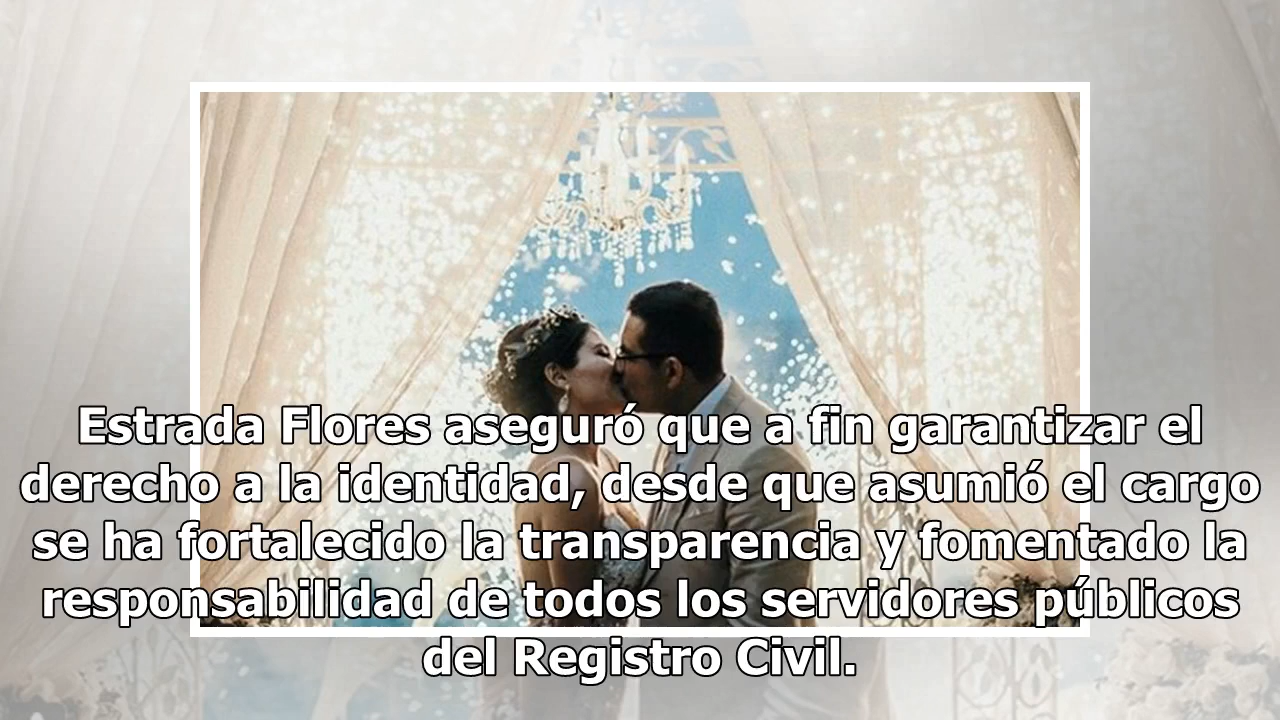 Estrada Flores aseguró que a fin garantizar el
derecho a la identidad, desde que asumió el cargo
se ha fortalecido la transparencia y fomentado la
responsabilidad de todos los servidores públicos
del Registro Civil.